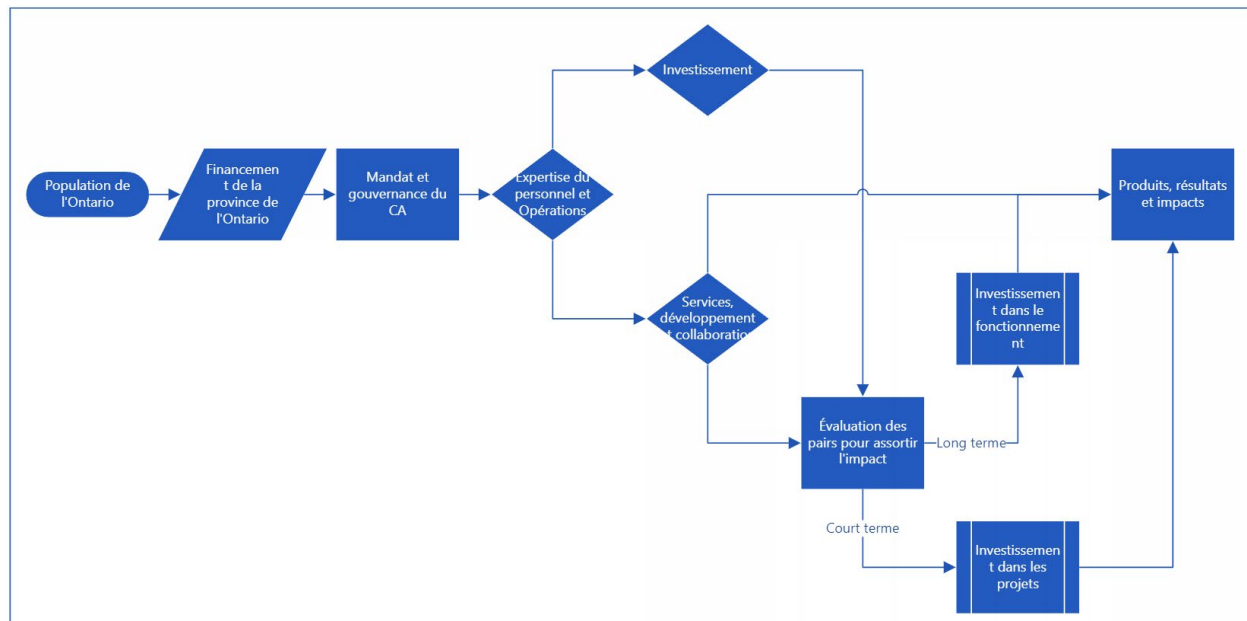 Investissement
Population de
l'Ontario
Financemen
t de la
province de
l'Ontario
Mandat et
gouvernance du
CA
Expertise du
personnel et
Opérations
Produits, résultats
et impacts
Services,
développement
et collaboration
Investissemen
t dans le
fonctionneme
nt
Évaluation des
pairs pour assortir
l'impact
Long terme
Court terme
Investissemen
t dans les
projets